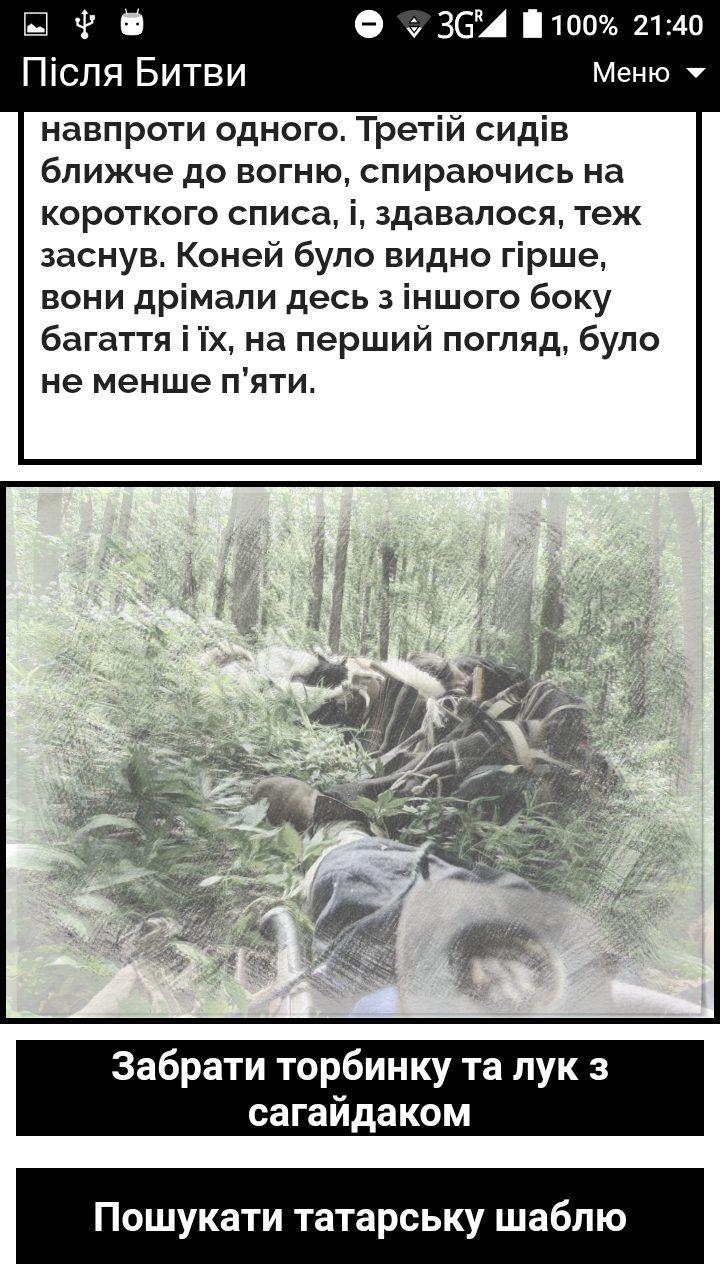 3G R 100% 21:40
Після Битви
Меню
навпроти одного. Третій сидів
ближче до вогню, спираючись на
короткого списа, і, здавалося, теж
заснув. Коней було видно гірше,
вони дрімали десь з іншого боку
багаття і їх, на перший погляд, було
не менше п’яти.
Забрати торбинку та лук з
сагайдаком
Пошукати татарську шаблю